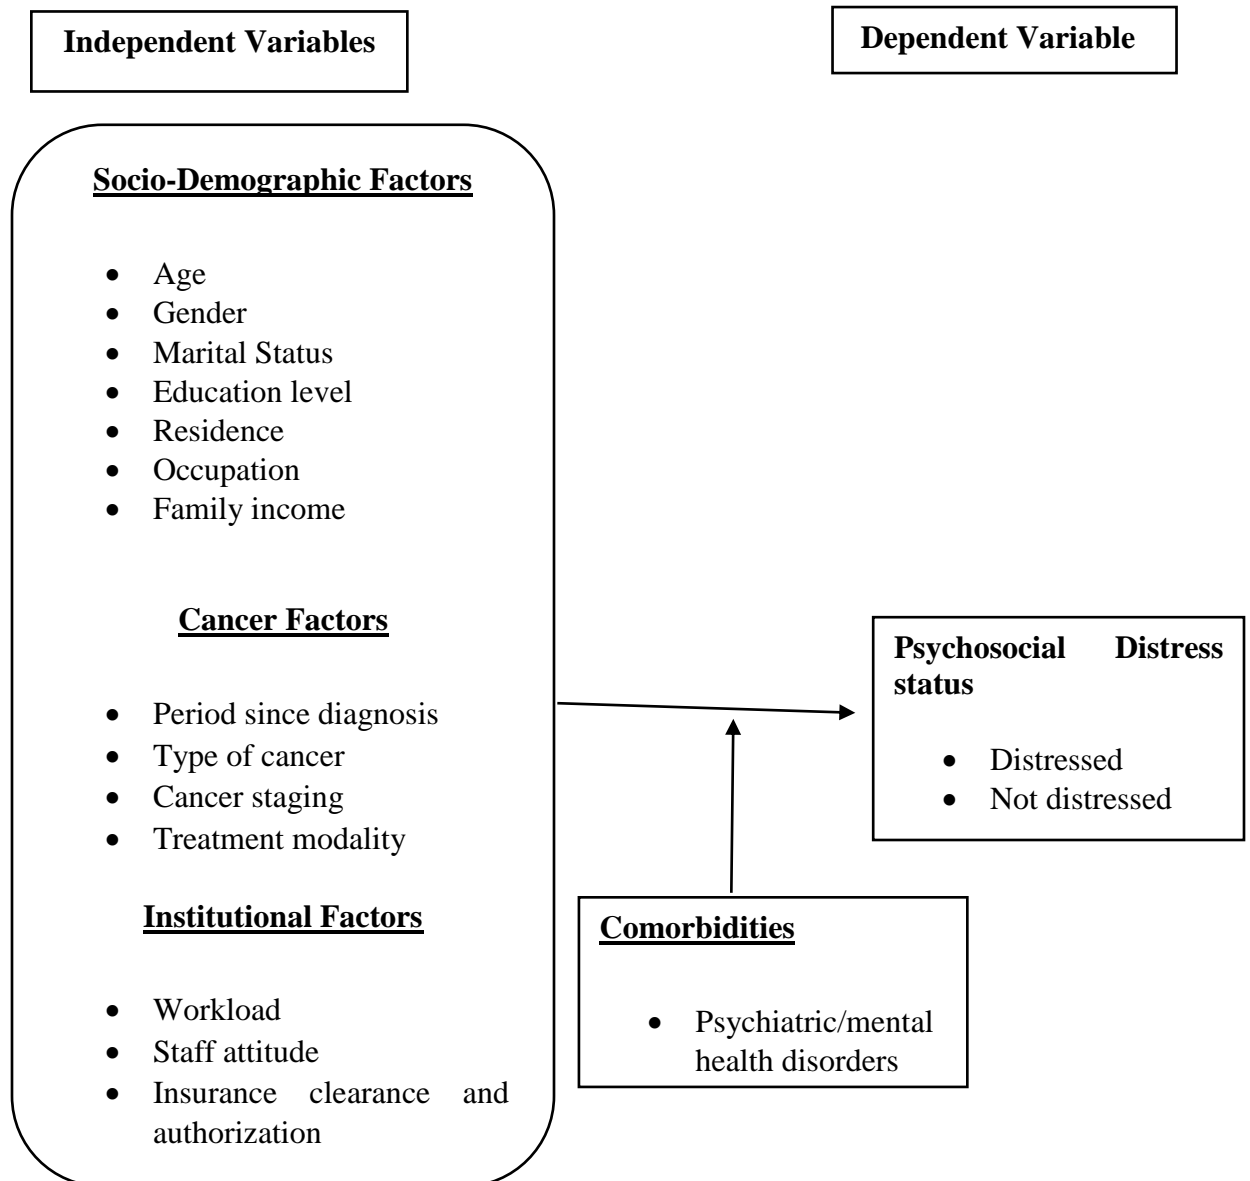 Independent Variables
Dependent Variable
Socio-Demographic Factors
• Age
• Gender
• Marital Status
• Education level
• Residence
• Occupation
• Family income
Cancer Factors
• Period since diagnosis
• Type of cancer
• Cancer staging
• Treatment modality
Institutional Factors
• Workload
• Staff attitude
• Insurance clearance and
authorization
Comorbidities
• Psychiatric/mental
health disorders
Psychosocial Distress
status
• Distressed
• Not distressed